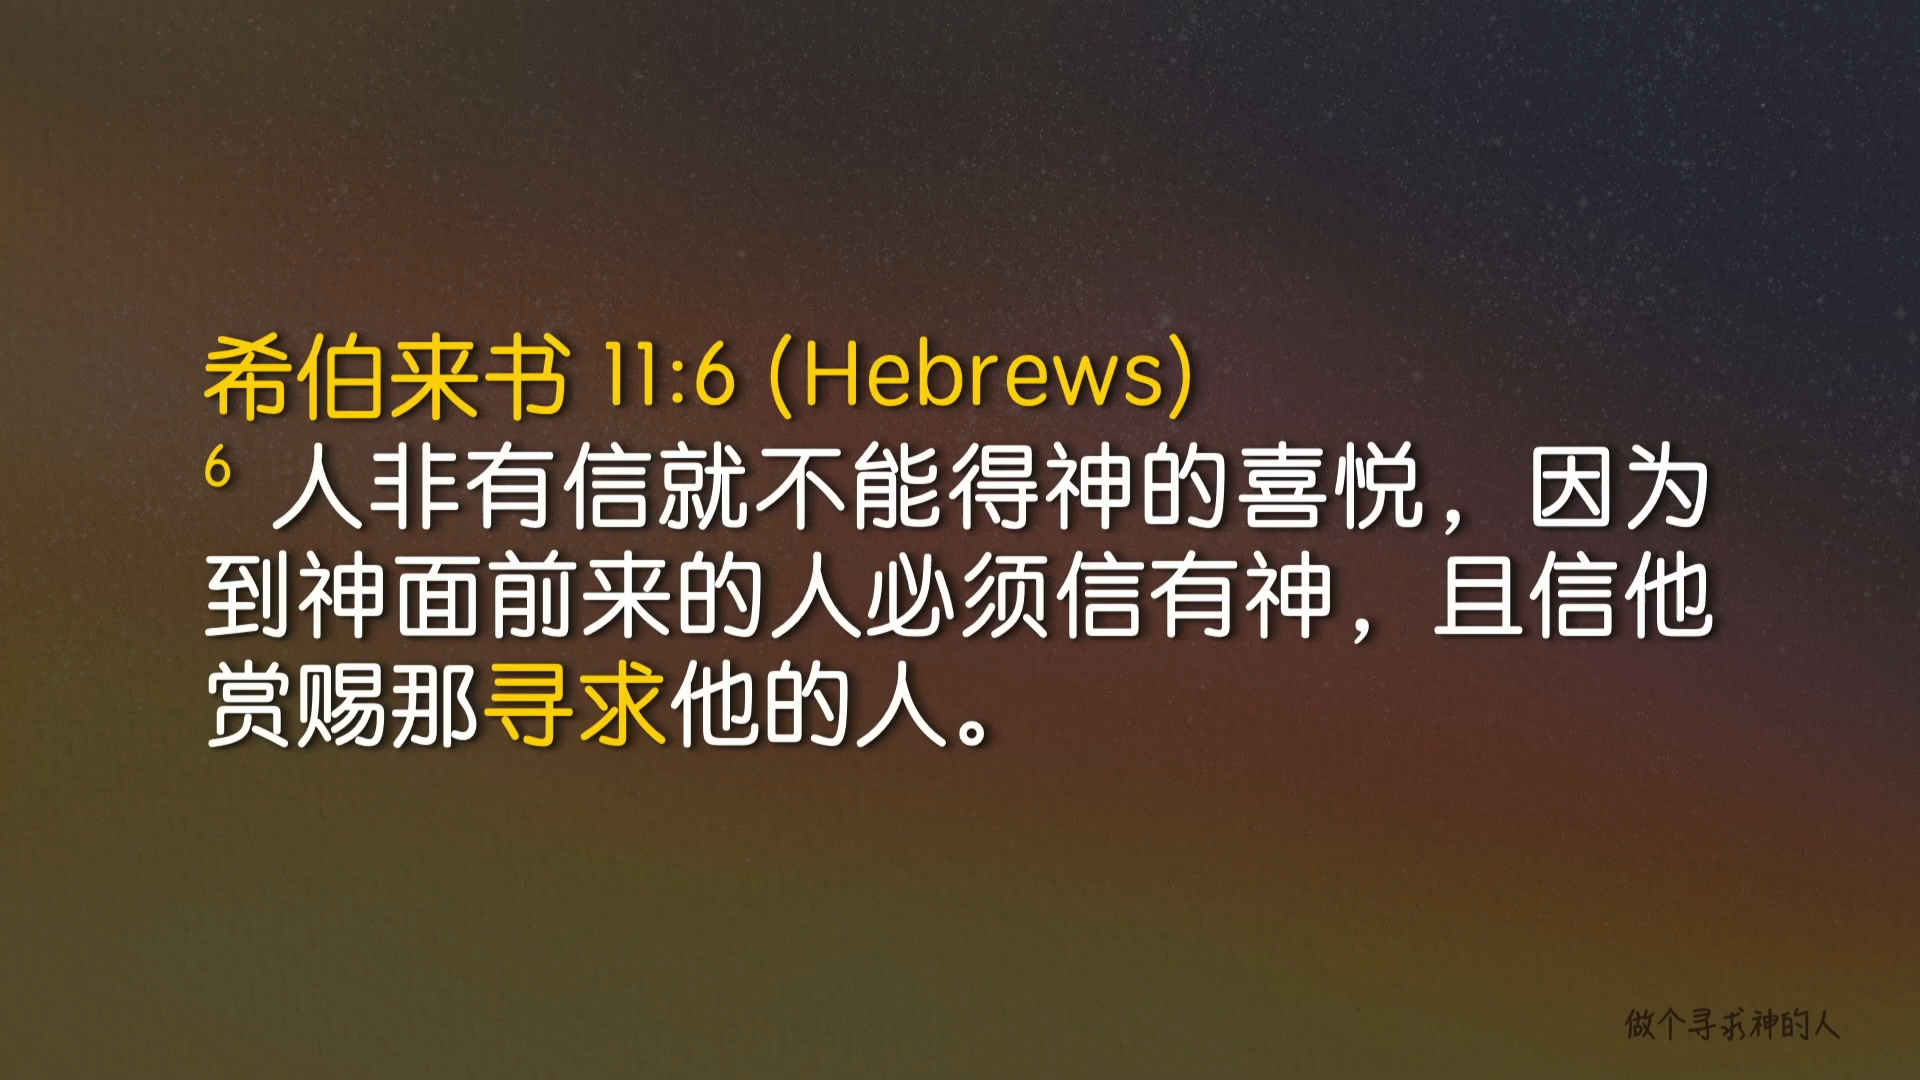 希伯来书 11:6 (Hebrews)
6 人非有信就不能得神的喜悦，因为
到神面前来的人必须信有神，且信他
赏赐那寻求他的人。
做个寻求神的人